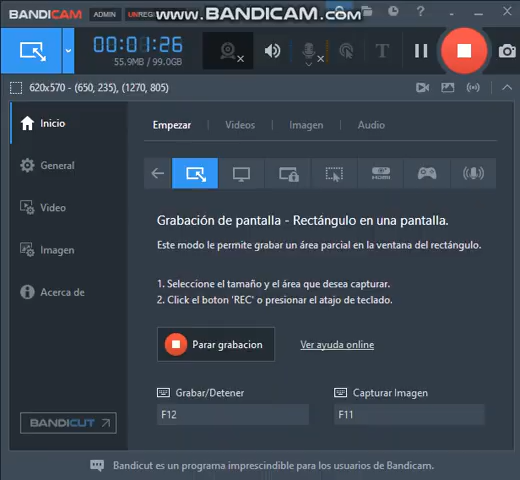 BANDICAM ADMIN WWW.BANDICAM.COM
00:01:26
55.9MB / 99.0GB
T
620x570 - (650, 235), (1270, 805)
Inicio
General
Video
Imagen
Acerca de
BANDICUT
Empezar Videos Imagen Audio
HDMI
Grabación de pantalla - Rectángulo en una pantalla.
Este modo le permite grabar un área parcial en la ventana del rectángulo.
1. Seleccione el tamaño y el área que desea capturar.
2. Click el boton 'REC' o presionar el atajo de teclado.
Parar grabacion Ver ayuda online
Grabar/Detener Capturar Imagen
F12 F11
Bandicut es un programa imprescindible para los usuarios de Bandicam.